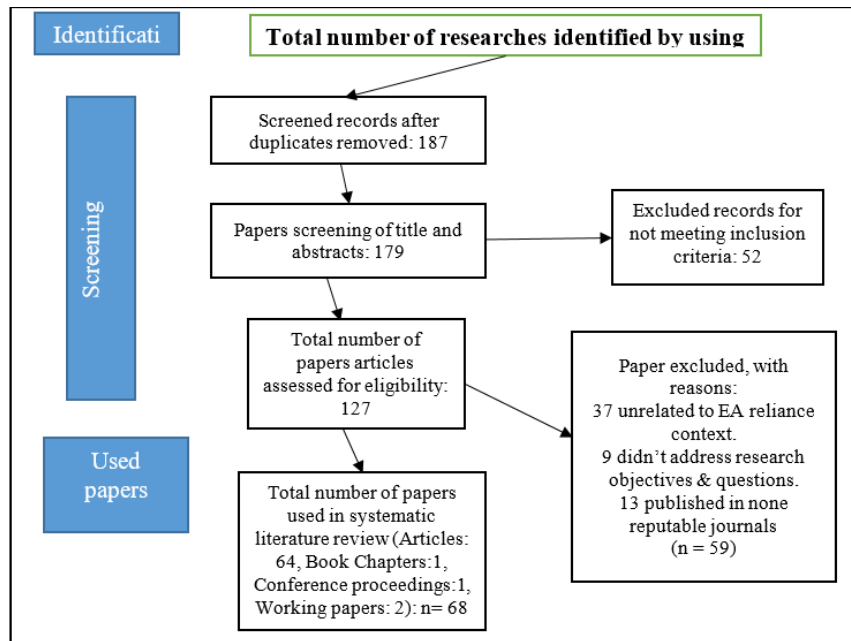 Identificati
Total number of researches identified by using
Screening
Screened records after
duplicates removed: 187
Papers screening of title and
abstracts: 179
Excluded records for
not meeting inclusion
criteria: 52
Total number of
papers articles
assessed for eligibility:
127
Paper excluded, with
reasons:
37 unrelated to EA reliance
context.
9 didn’t address research
objectives & questions.
13 published in none
reputable journals
(n = 59)
Used
papers
Total number of papers
used in systematic
literature review (Articles:
64, Book Chapters:1,
Conference proceedings:1,
Working papers: 2): n= 68